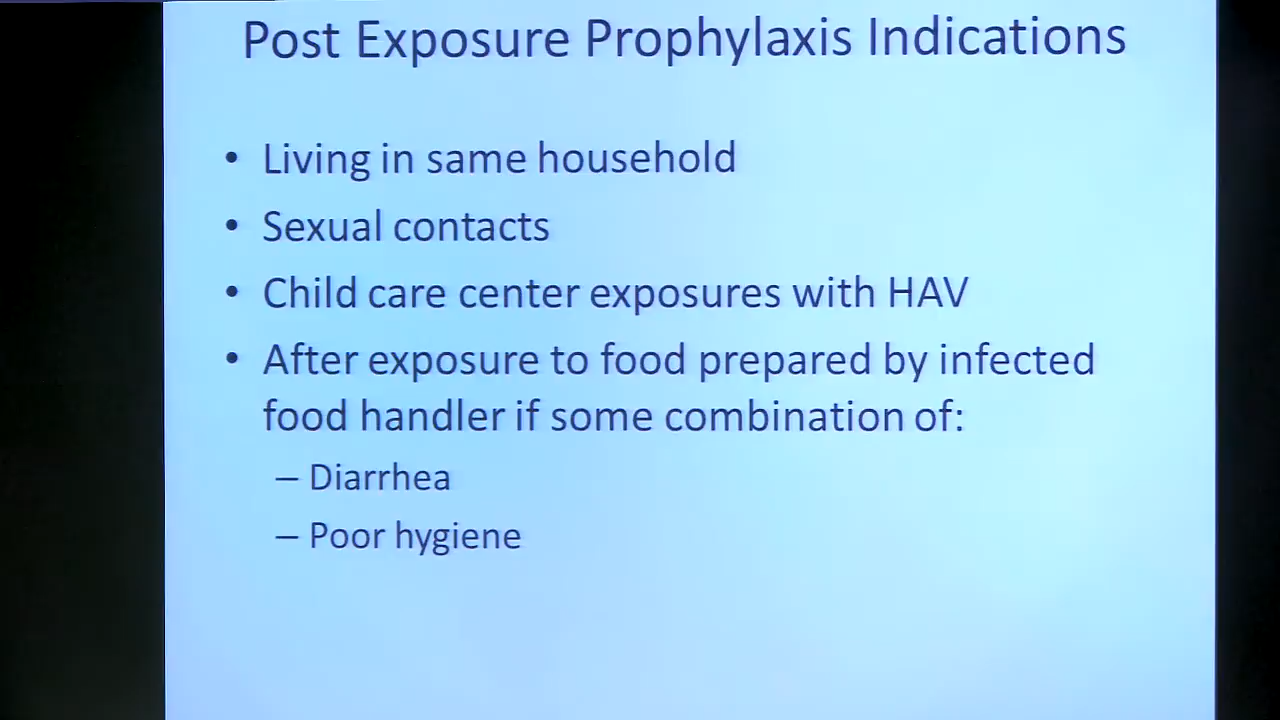 Post Exposure Prophylaxis Indications
• Living in same household
• Sexual contacts
• Child care center exposures with HAV
• After exposure to food prepared by infected
food handler if some combination of:
– Diarrhea
– Poor hygiene